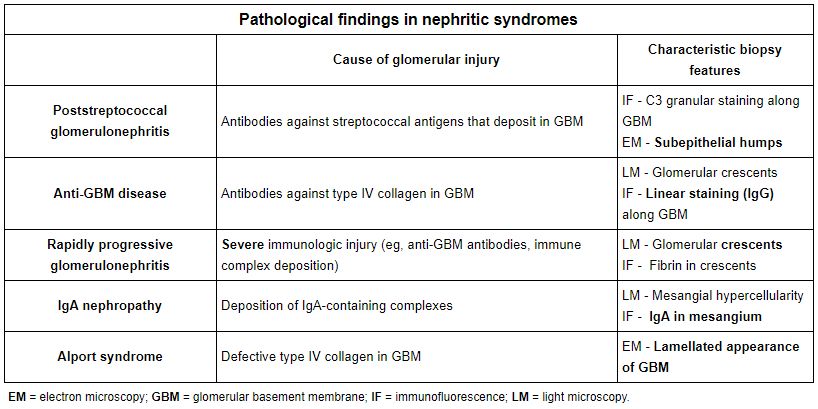 Pathological findings in nephritic syndromes
Cause of glomerular injury
Characteristic biopsy
features
Poststreptococcal
glomerulonephritis
Antibodies against streptococcal antigens that deposit in GBM
IF - C3 granular staining along
GBM
EM - Subepithelial humps
Anti-GBM disease
Antibodies against type IV collagen in GBM
LM - Glomerular crescents
IF - Linear staining (IgG)
along GBM
Rapidly progressive
glomerulonephritis
Severe immunologic injury (eg, anti-GBM antibodies, immune
complex deposition)
LM - Glomerular crescents
IF - Fibrin in crescents
IgA nephropathy
Deposition of IgA-containing complexes
LM - Mesangial hypercellularity
IF - IgA in mesangium
Alport syndrome
Defective type IV collagen in GBM
EM - Lamellated appearance
of GBM
EM = electron microscopy; GBM = glomerular basement membrane; IF = immunofluorescence; LM = light microscopy.